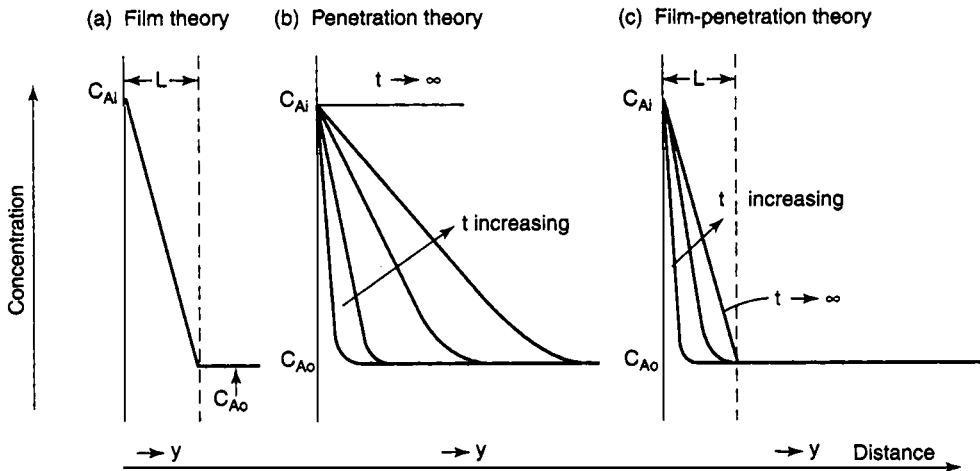 (a) Film theory
(b) Penetration theory
(c) Film-penetration theory
L
t → ∞
L
C_Ai
C_Ai
C_Ai
t increasing
t increasing
Concentration
t → ∞
C_Ao
C_Ao
C_Ao
→ y
→ y
→ y
Distance